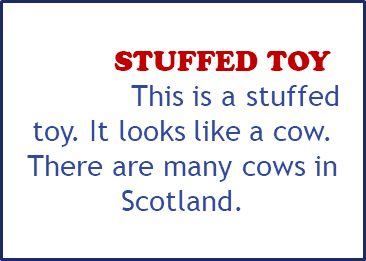 STUFFED TOY
This is a stuffed
toy. It looks like a cow.
There are many cows in
Scotland.